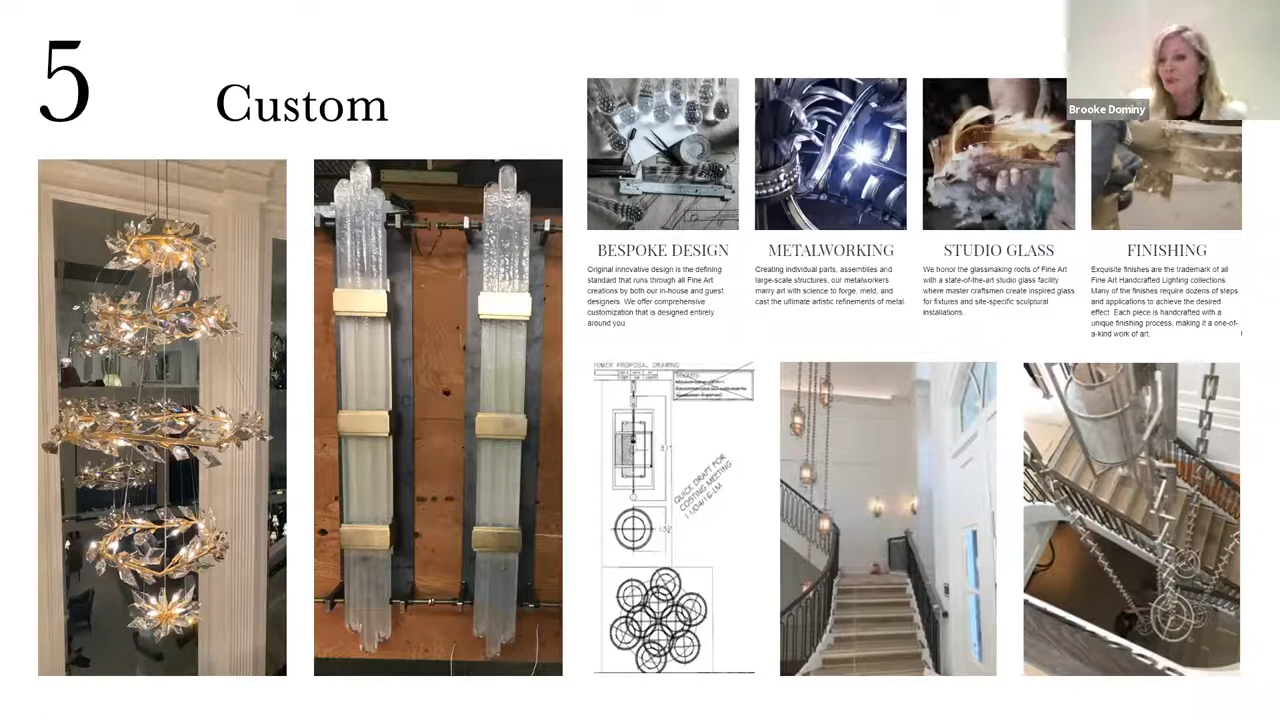 5
Custom
Brooke Dominy
BESPOKE DESIGN
Original innovative design is the defining
standard that runs through all Fine Art
creations by both our in-house and guest
designers. We offer comprehensive
customization that is designed entirely
around you.
METALWORKING
Creating individual parts, assemblies and
large-scale structures, our metalworkers
marry art with science to forge, meld, and
cast the ultimate artistic refinements of metal.
STUDIO GLASS
We honor the glassmaking roots of Fine Art
with a state-of-the-art studio glass facility
where master craftsmen create inspired glass
for fixtures and site-specific sculptural
installations.
FINISHING
Exquisite finishes are the trademark of all
Fine Art Handcrafted Lighting collections.
Many of the finishes require dozens of steps
and applications to achieve the desired
effect. Each piece is handcrafted with a
unique finishing process, making it a one-of-
a-kind work of art.
TOMER PROPOSAL DRAWING
QUICK DRAFT FOR
COSTING MEETING
11/04/16-LM